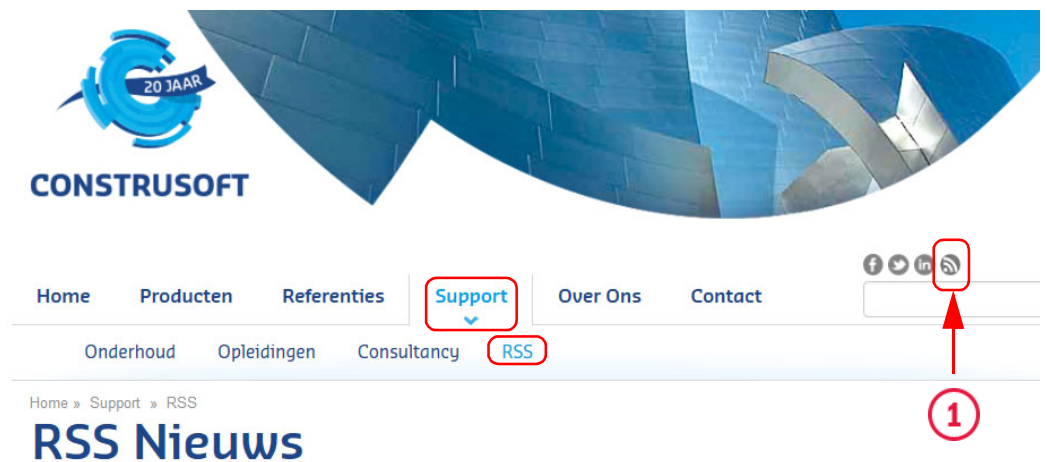 20 JAAR
CONSTRUSOFT
Home Producten Referenties Support Over Ons Contact
Onderhoud Opleidingen Consultancy RSS
1
Home » Support » RSS
RSS Nieuws